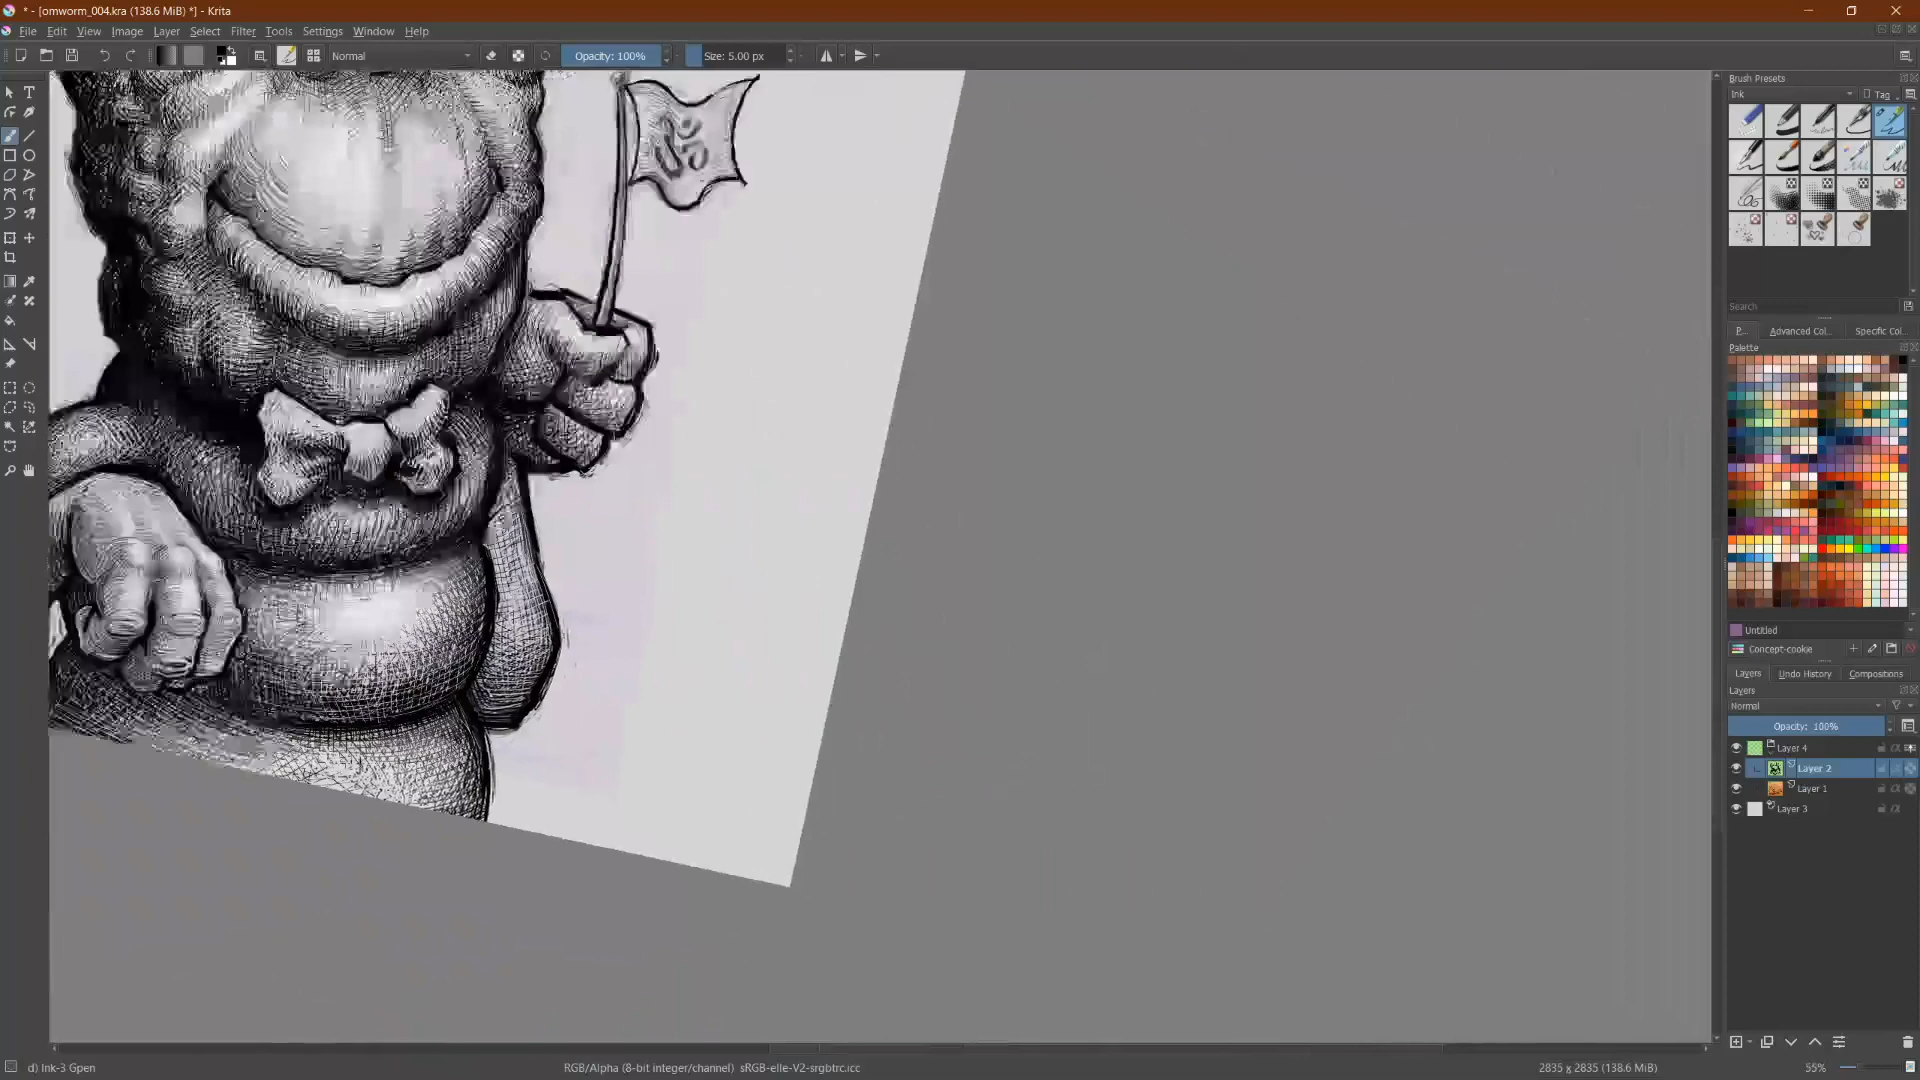 * - [omworm_004.kra (138.6 MiB) *] - Krita
File Edit View Image Layer Select Filter Tools Settings Window Help
Normal Opacity: 100% Size: 5.00 px
Brush Presets
Ink Tag
Search
P... Advanced Col... Specific Col...
Palette
Untitled
Concept-cookie
Layers Undo History Compositions
Layers
Normal
Opacity: 100%
Layer 4
Layer 2
Layer 1
Layer 3
d) Ink-3 Gpen RGB/Alpha (8-bit integer/channel) sRGB-elle-V2-srgbtrc.icc 2835 x 2835 (138.6 MiB) 55%